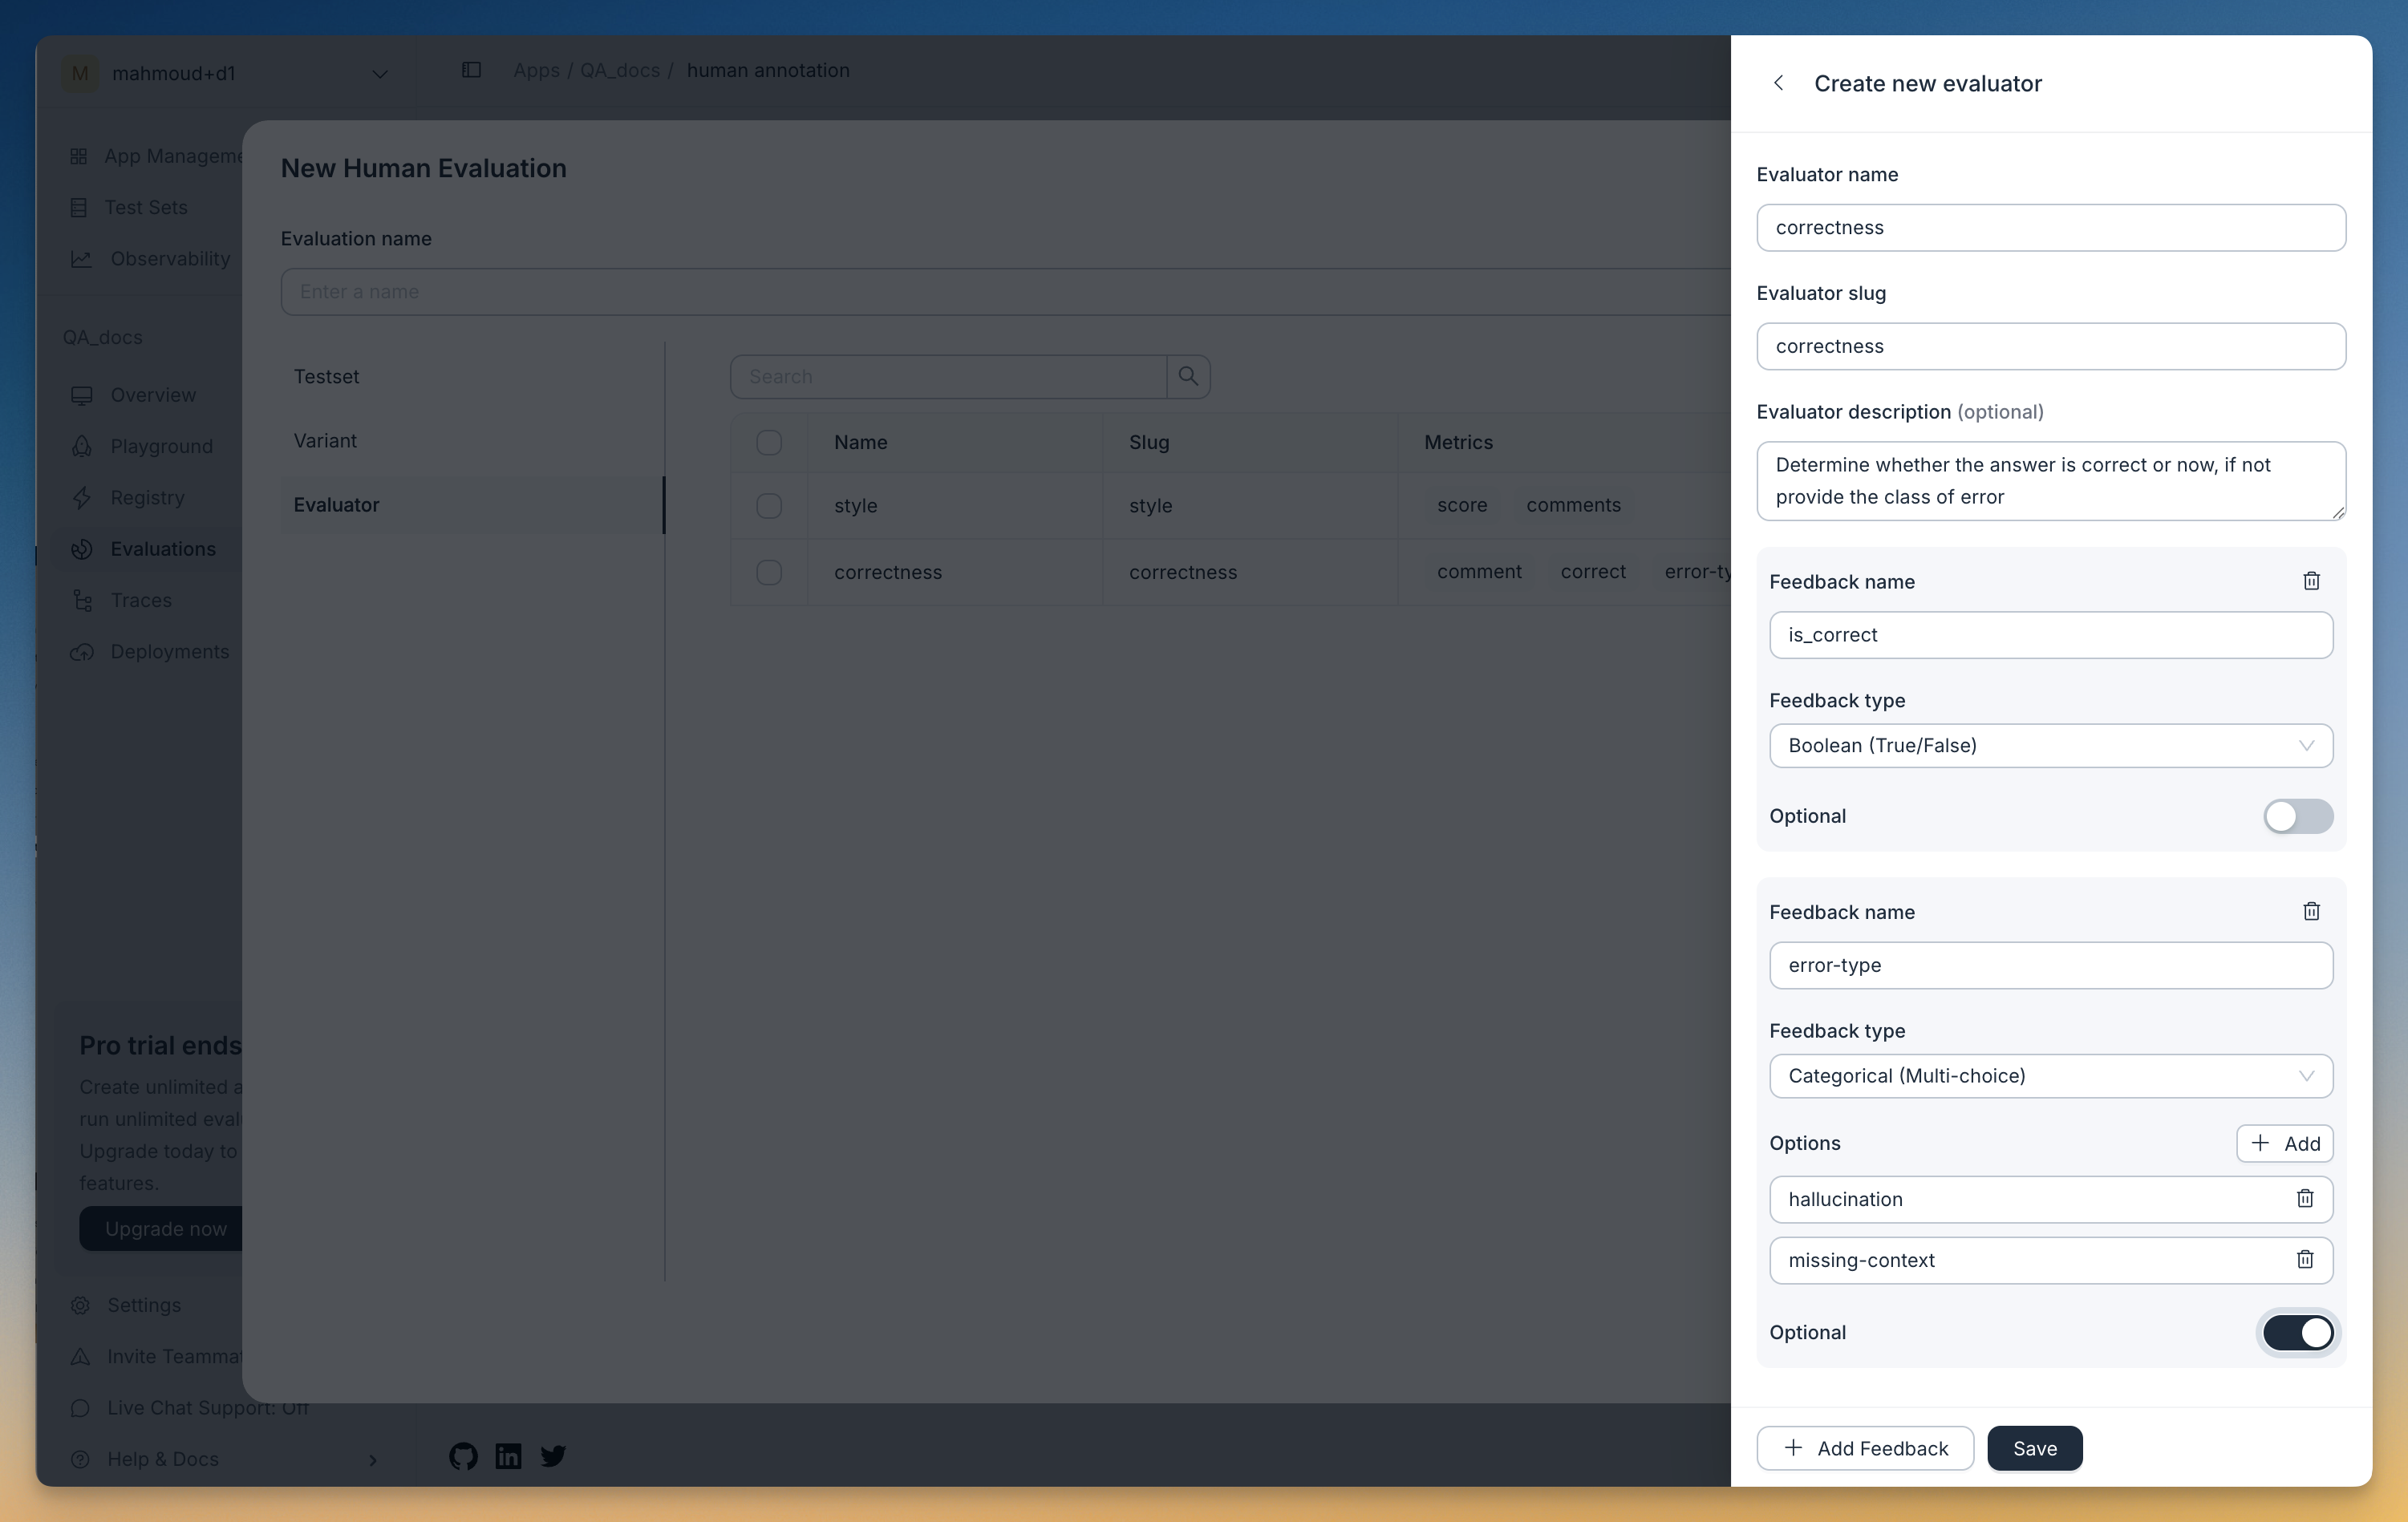 M mahmoud+d1
Apps / QA_docs / human annotation
App Manageme
Test Sets
Observability
QA_docs
Overview
Playground
Registry
Evaluations
Traces
Deployments
Pro trial ends
Create unlimited a
run unlimited eval
Upgrade today to
features.
Upgrade now
Settings
Invite Teammat
Live Chat Support: Off
Help & Docs
New Human Evaluation
Evaluation name
Enter a name
Testset
Variant
Evaluator
Search
Name Slug Metrics
style style score comments
correctness correctness comment correct error-ty
Create new evaluator
Evaluator name
correctness
Evaluator slug
correctness
Evaluator description (optional)
Determine whether the answer is correct or now, if not
provide the class of error
Feedback name
is_correct
Feedback type
Boolean (True/False)
Optional
Feedback name
error-type
Feedback type
Categorical (Multi-choice)
Options
Add
hallucination
missing-context
Optional
Add Feedback
Save